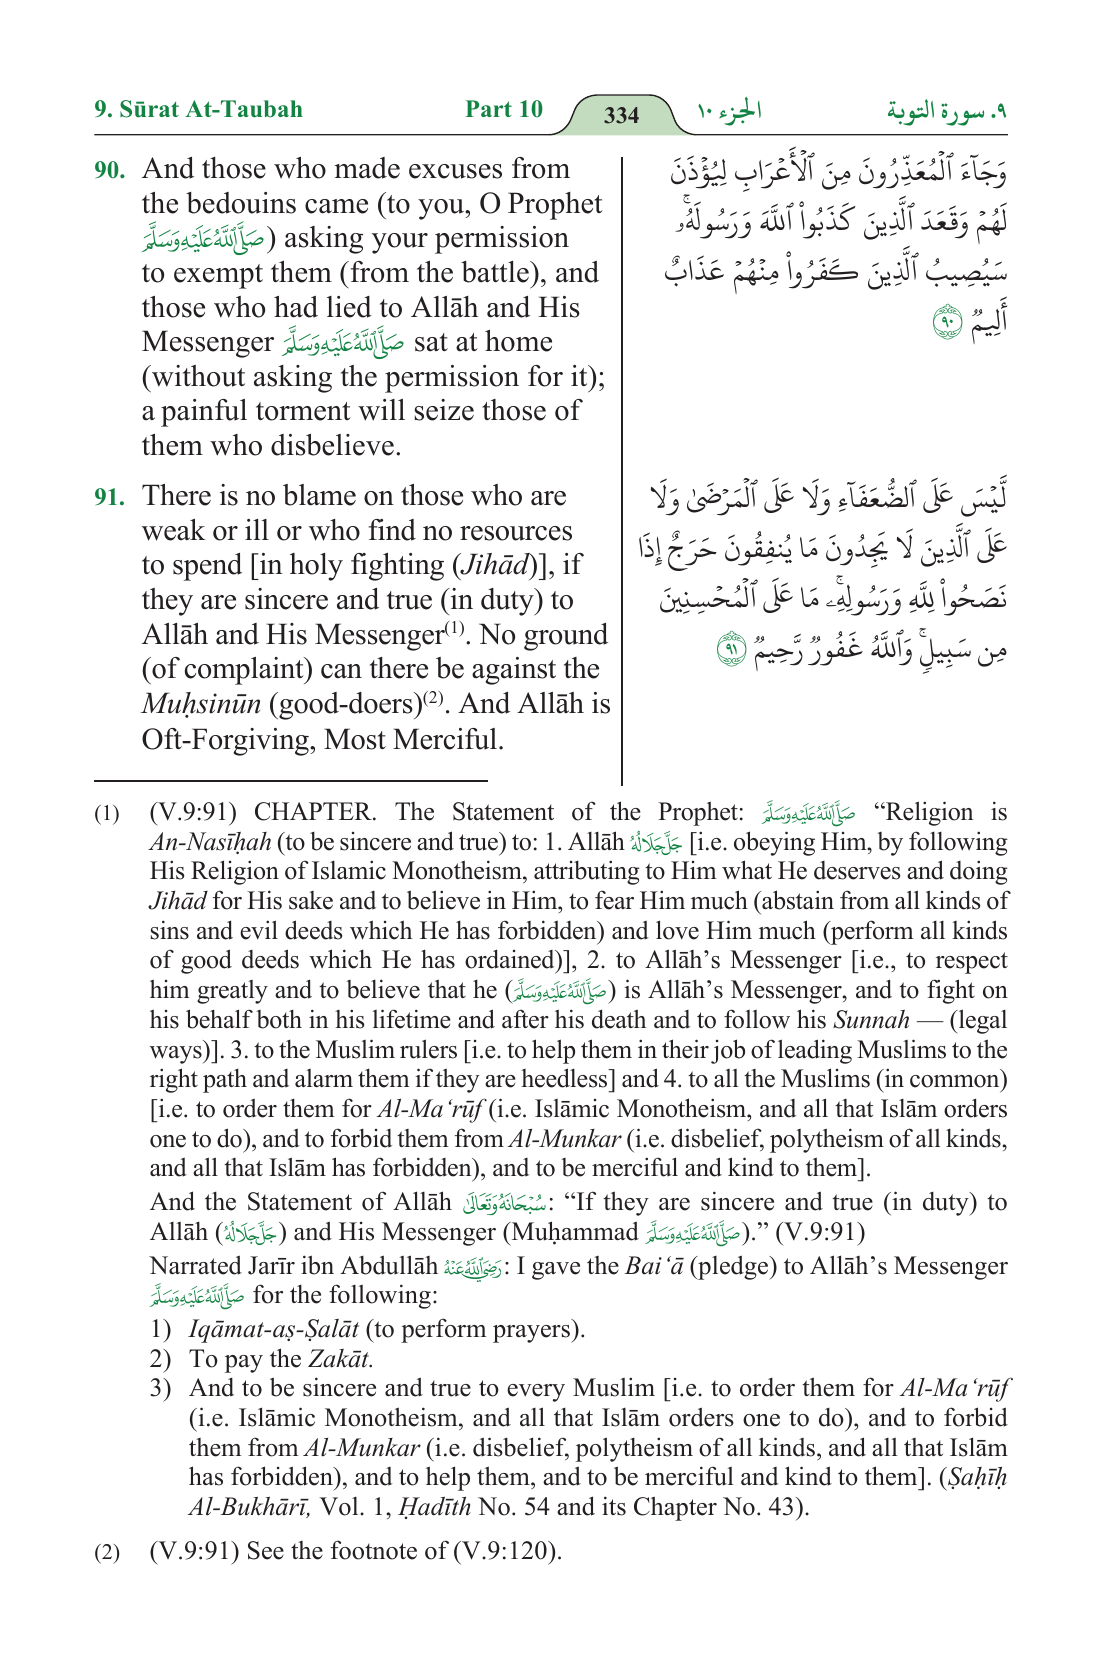 9. Sūrat At-Taubah Part 10 334 الجزء ١٠ ٩. سورة التوبة
90. And those who made excuses from
the bedouins came (to you, O Prophet
صَلَّى ٱللَّهُ عَلَيْهِ وَسَلَّمَ) asking your permission
to exempt them (from the battle), and
those who had lied to Allāh and His
Messenger صَلَّى ٱللَّهُ عَلَيْهِ وَسَلَّمَ sat at home
(without asking the permission for it);
a painful torment will seize those of
them who disbelieve.
وَجَآءَ ٱلْمُعَذِّرُونَ مِنَ ٱلْأَعْرَابِ لِيُؤْذَنَ
لَهُمْ وَقَعَدَ ٱلَّذِينَ كَذَبُوا۟ ٱللَّهَ وَرَسُولَهُۥ ۚ
سَيُصِيبُ ٱلَّذِينَ كَفَرُوا۟ مِنْهُمْ عَذَابٌ
أَلِيمٌ ٩٠
91. There is no blame on those who are
weak or ill or who find no resources
to spend [in holy fighting (Jihād)], if
they are sincere and true (in duty) to
Allāh and His Messenger(1). No ground
(of complaint) can there be against the
Muḥsinūn (good-doers)(2). And Allāh is
Oft-Forgiving, Most Merciful.
لَّيْسَ عَلَى ٱلضُّعَفَآءِ وَلَا عَلَى ٱلْمَرْضَىٰ وَلَا
عَلَى ٱلَّذِينَ لَا يَجِدُونَ مَا يُنفِقُونَ حَرَجٌ إِذَا
نَصَحُوا۟ لِلَّهِ وَرَسُولِهِۦ ۚ مَا عَلَى ٱلْمُحْسِنِينَ
مِن سَبِيلٍ ۚ وَٱللَّهُ غَفُورٌ رَّحِيمٌ ٩١
(1) (V.9:91) CHAPTER. The Statement of the Prophet: صَلَّى ٱللَّهُ عَلَيْهِ وَسَلَّمَ “Religion is
An-Nasīḥah (to be sincere and true) to: 1. Allāh جَلَّ جَلَالُهُ [i.e. obeying Him, by following
His Religion of Islamic Monotheism, attributing to Him what He deserves and doing
Jihād for His sake and to believe in Him, to fear Him much (abstain from all kinds of
sins and evil deeds which He has forbidden) and love Him much (perform all kinds
of good deeds which He has ordained)], 2. to Allāh’s Messenger [i.e., to respect
him greatly and to believe that he (صَلَّى ٱللَّهُ عَلَيْهِ وَسَلَّمَ) is Allāh’s Messenger, and to fight on
his behalf both in his lifetime and after his death and to follow his Sunnah — (legal
ways)]. 3. to the Muslim rulers [i.e. to help them in their job of leading Muslims to the
right path and alarm them if they are heedless] and 4. to all the Muslims (in common)
[i.e. to order them for Al-Ma‘rūf (i.e. Islāmic Monotheism, and all that Islām orders
one to do), and to forbid them from Al-Munkar (i.e. disbelief, polytheism of all kinds,
and all that Islām has forbidden), and to be merciful and kind to them].
And the Statement of Allāh سُبْحَانَهُ وَتَعَالَىٰ: “If they are sincere and true (in duty) to
Allāh (جَلَّ جَلَالُهُ) and His Messenger (Muḥammad صَلَّى ٱللَّهُ عَلَيْهِ وَسَلَّمَ).” (V.9:91)
Narrated Jarīr ibn Abdullāh رَضِيَ ٱللَّهُ عَنْهُ: I gave the Bai‘ā (pledge) to Allāh’s Messenger
صَلَّى ٱللَّهُ عَلَيْهِ وَسَلَّمَ for the following:
1) Iqāmat-aṣ-Ṣalāt (to perform prayers).
2) To pay the Zakāt.
3) And to be sincere and true to every Muslim [i.e. to order them for Al-Ma‘rūf
(i.e. Islāmic Monotheism, and all that Islām orders one to do), and to forbid
them from Al-Munkar (i.e. disbelief, polytheism of all kinds, and all that Islām
has forbidden), and to help them, and to be merciful and kind to them]. (Ṣaḥīḥ
Al-Bukhārī, Vol. 1, Ḥadīth No. 54 and its Chapter No. 43).
(2) (V.9:91) See the footnote of (V.9:120).